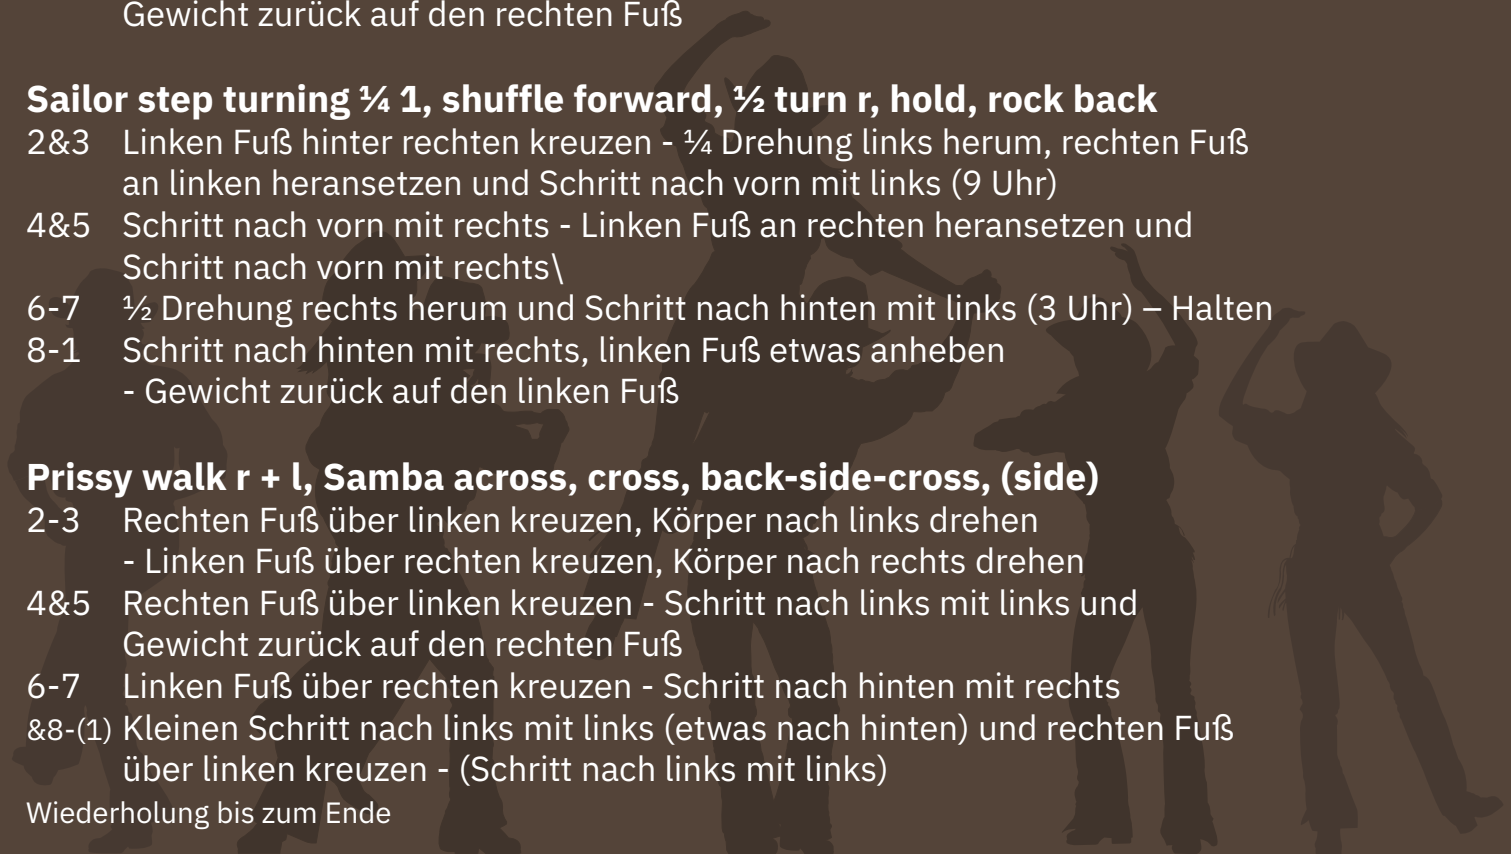 Gewicht zurück auf den rechten Fuß
Sailor step turning ¼ 1, shuffle forward, ½ turn r, hold, rock back
2&3 Linken Fuß hinter rechten kreuzen - ¼ Drehung links herum, rechten Fuß
an linken heransetzen und Schritt nach vorn mit links (9 Uhr)
4&5 Schritt nach vorn mit rechts - Linken Fuß an rechten heransetzen und
Schritt nach vorn mit rechts\
6-7 ½ Drehung rechts herum und Schritt nach hinten mit links (3 Uhr) – Halten
8-1 Schritt nach hinten mit rechts, linken Fuß etwas anheben
- Gewicht zurück auf den linken Fuß
Prissy walk r + l, Samba across, cross, back-side-cross, (side)
2-3 Rechten Fuß über linken kreuzen, Körper nach links drehen
- Linken Fuß über rechten kreuzen, Körper nach rechts drehen
4&5 Rechten Fuß über linken kreuzen - Schritt nach links mit links und
Gewicht zurück auf den rechten Fuß
6-7 Linken Fuß über rechten kreuzen - Schritt nach hinten mit rechts
&8-(1) Kleinen Schritt nach links mit links (etwas nach hinten) und rechten Fuß
über linken kreuzen - (Schritt nach links mit links)
Wiederholung bis zum Ende